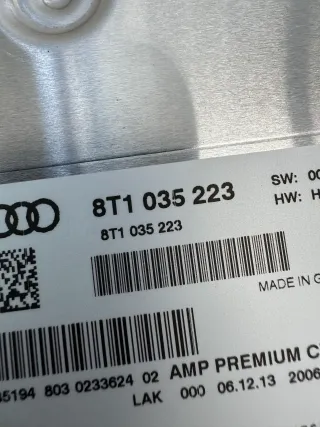 8T1 035 223
SW: 00
HW: H
8T1 035 223
MADE IN G
45194 803 0233624 02 AMP PREMIUM C
LAK 000 06.12.13 2006